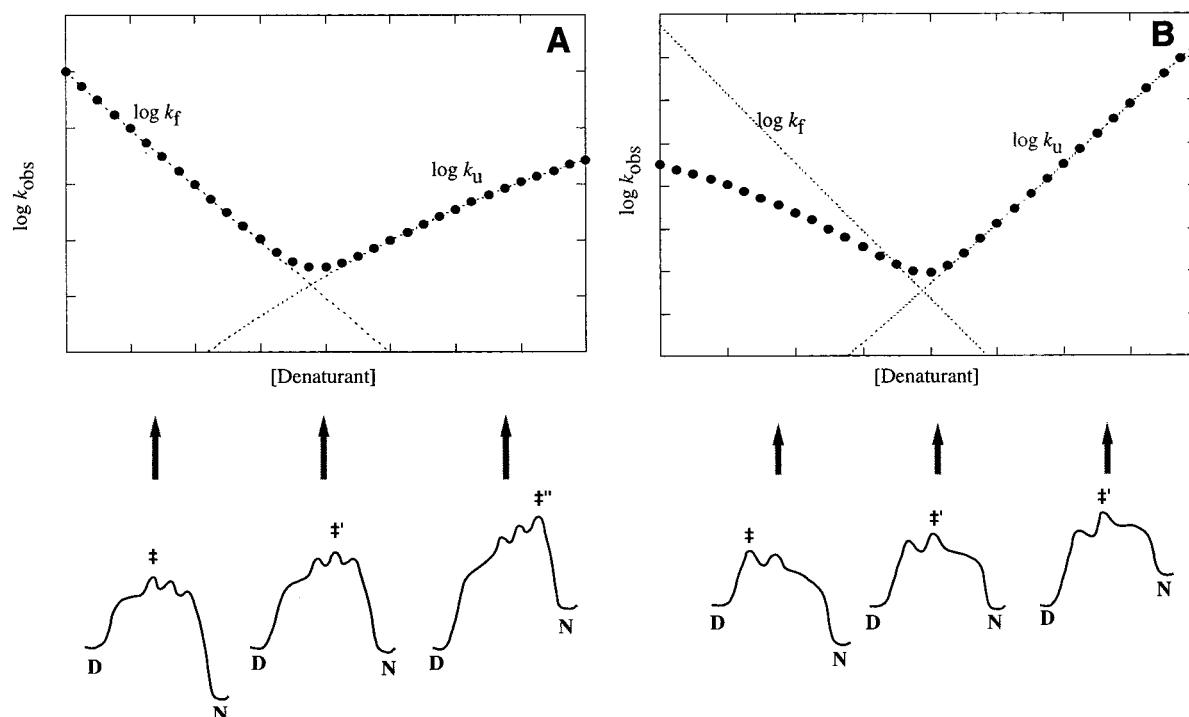 A
log k_f
log k_u
log k_obs
[Denaturant]
B
log k_f
log k_u
log k_obs
[Denaturant]
‡
D
N
‡'
D
N
‡"
D
N
‡
D
N
‡'
D
N
‡'
D
N